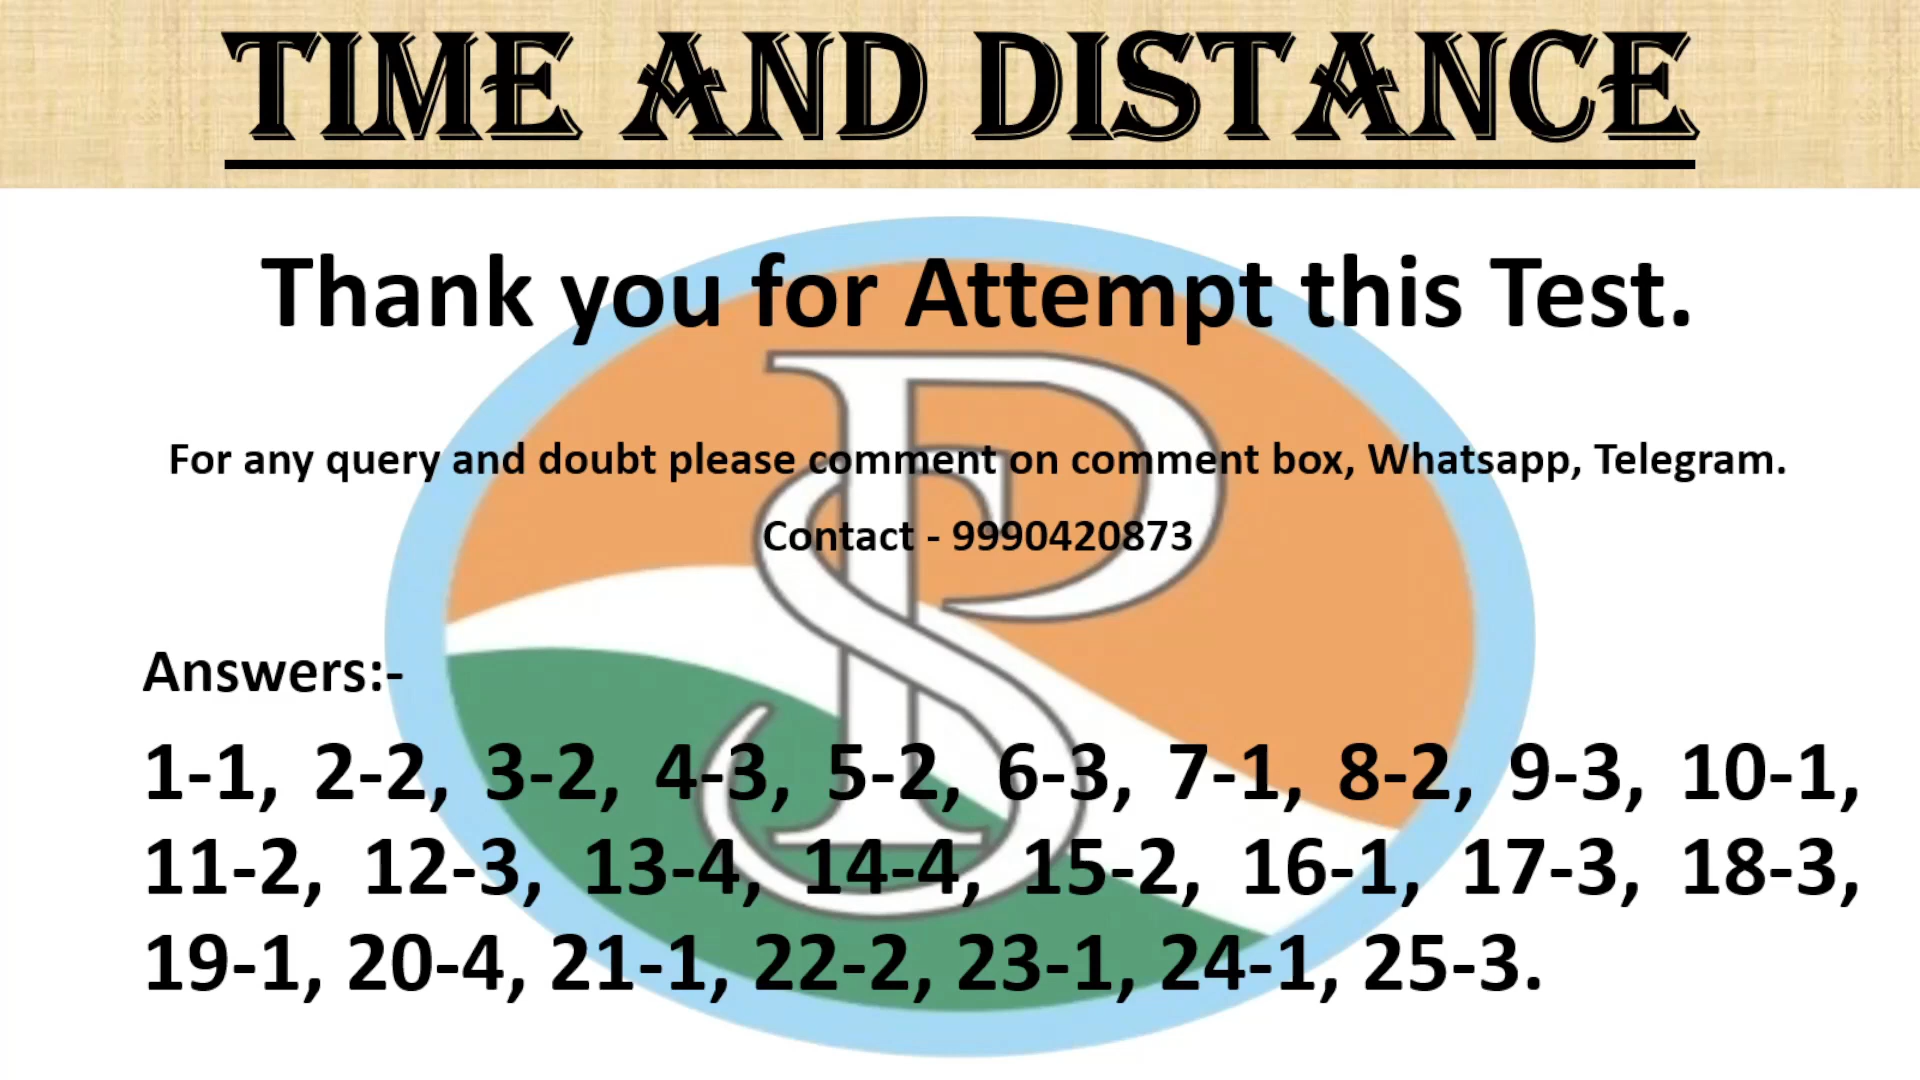 TIME AND DISTANCE
Thank you for Attempt this Test.
For any query and doubt please comment on comment box, Whatsapp, Telegram.
Contact - 9990420873
Answers:-
1-1, 2-2, 3-2, 4-3, 5-2, 6-3, 7-1, 8-2, 9-3, 10-1,
11-2, 12-3, 13-4, 14-4, 15-2, 16-1, 17-3, 18-3,
19-1, 20-4, 21-1, 22-2, 23-1, 24-1, 25-3.